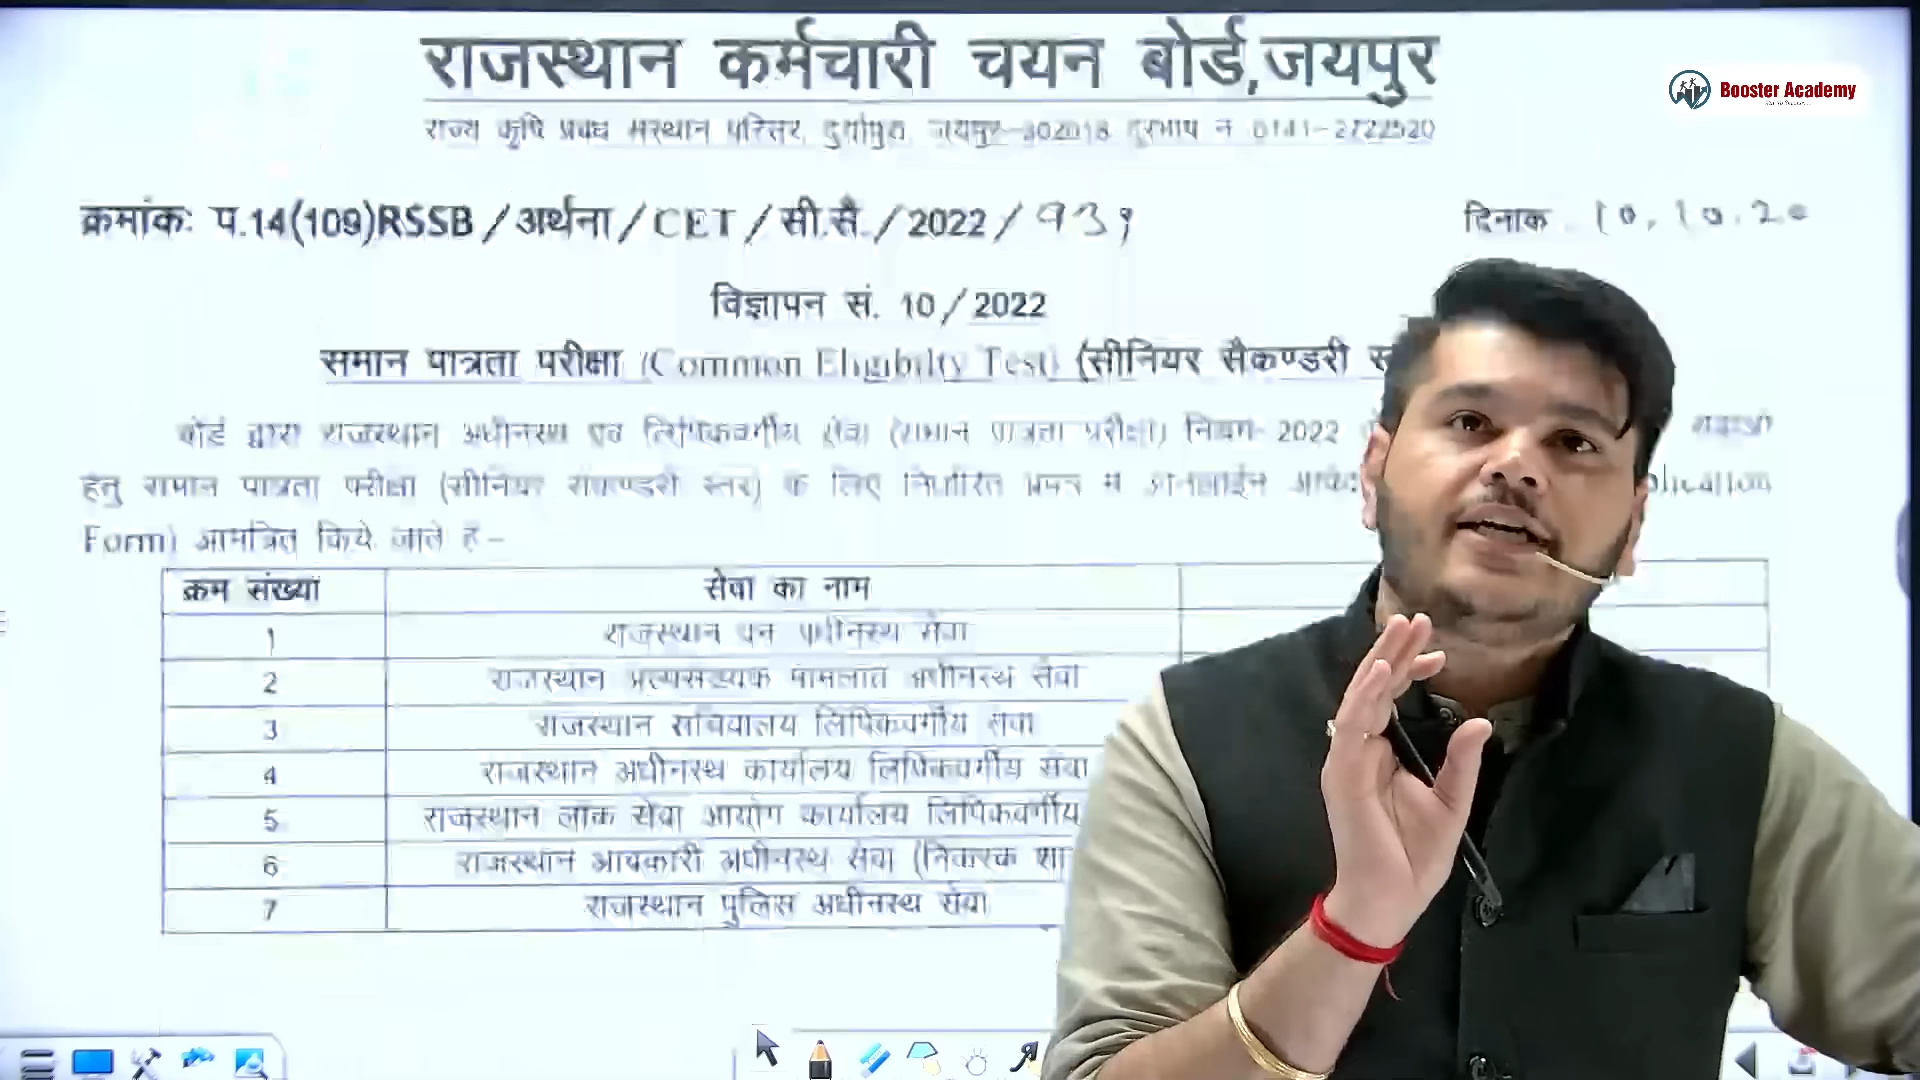 राजस्थान कर्मचारी चयन बोर्ड,जयपुर
Booster Academy
राज्य कृषि प्रबंध संस्थान परिसर, दुर्गापुरा, जयपुर-302018 दूरभाष नं 0141-2722520
क्रमांकः प.14(109)RSSB/अर्थना/CET/सी.सै./2022/
दिनांक 10.10.20
विज्ञापन सं. 10/2022
समान पात्रता परीक्षा (Common Eligibilty Test) (सीनियर सैकण्डरी
बोर्ड द्वारा राजस्थान अधीनस्थ एवं लिपिकवर्गीय सेवा (समान पात्रता परीक्षा) नियम- 2022
हेतु समान पात्रता परीक्षा (सीनियर सैकण्डरी स्तर) के लिए निर्धारित प्रपत्र में ऑनलाईन
Form) आमंत्रित किये जाते है-
क्रम संख्या सेवा का नाम
1 राजस्थान वन अधीनस्थ सेवा
2 राजस्थान अल्पसंख्यक मामलात अधीनस्थ सेवा
3 राजस्थान सचिवालय लिपिकवर्गीय सेवा
4 राजस्थान अधीनस्थ कार्यालय लिपिकवर्गीय सेवा
5 राजस्थान लोक सेवा आयोग कार्यालय लिपिकवर्गीय
6 राजस्थान आबकारी अधीनस्थ सेवा
7 राजस्थान पुलिस अधीनस्थ सेवा